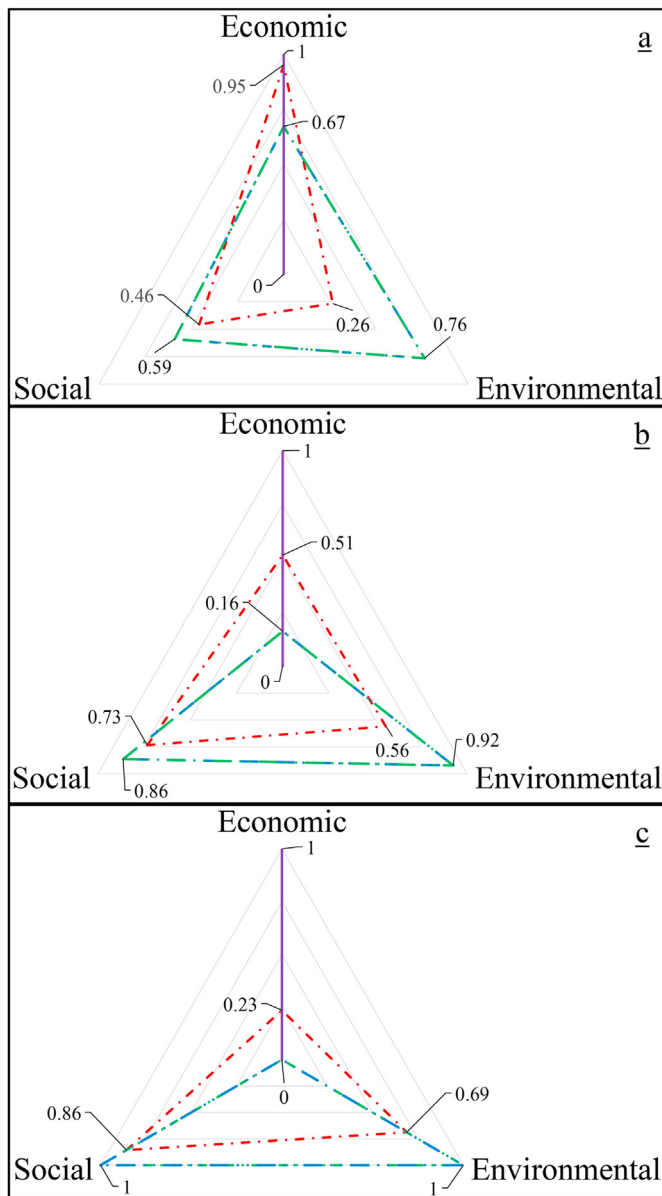 Economic
a
1
0.95
0.67
0
0.46
0.26
0.76
0.59
Social
Environmental
Economic
b
1
0.51
0.16
0
0.73
0.56
0.92
Social
Environmental
0.86
Economic
c
1
0.23
0
0.86
0.69
Social
Environmental
1
1